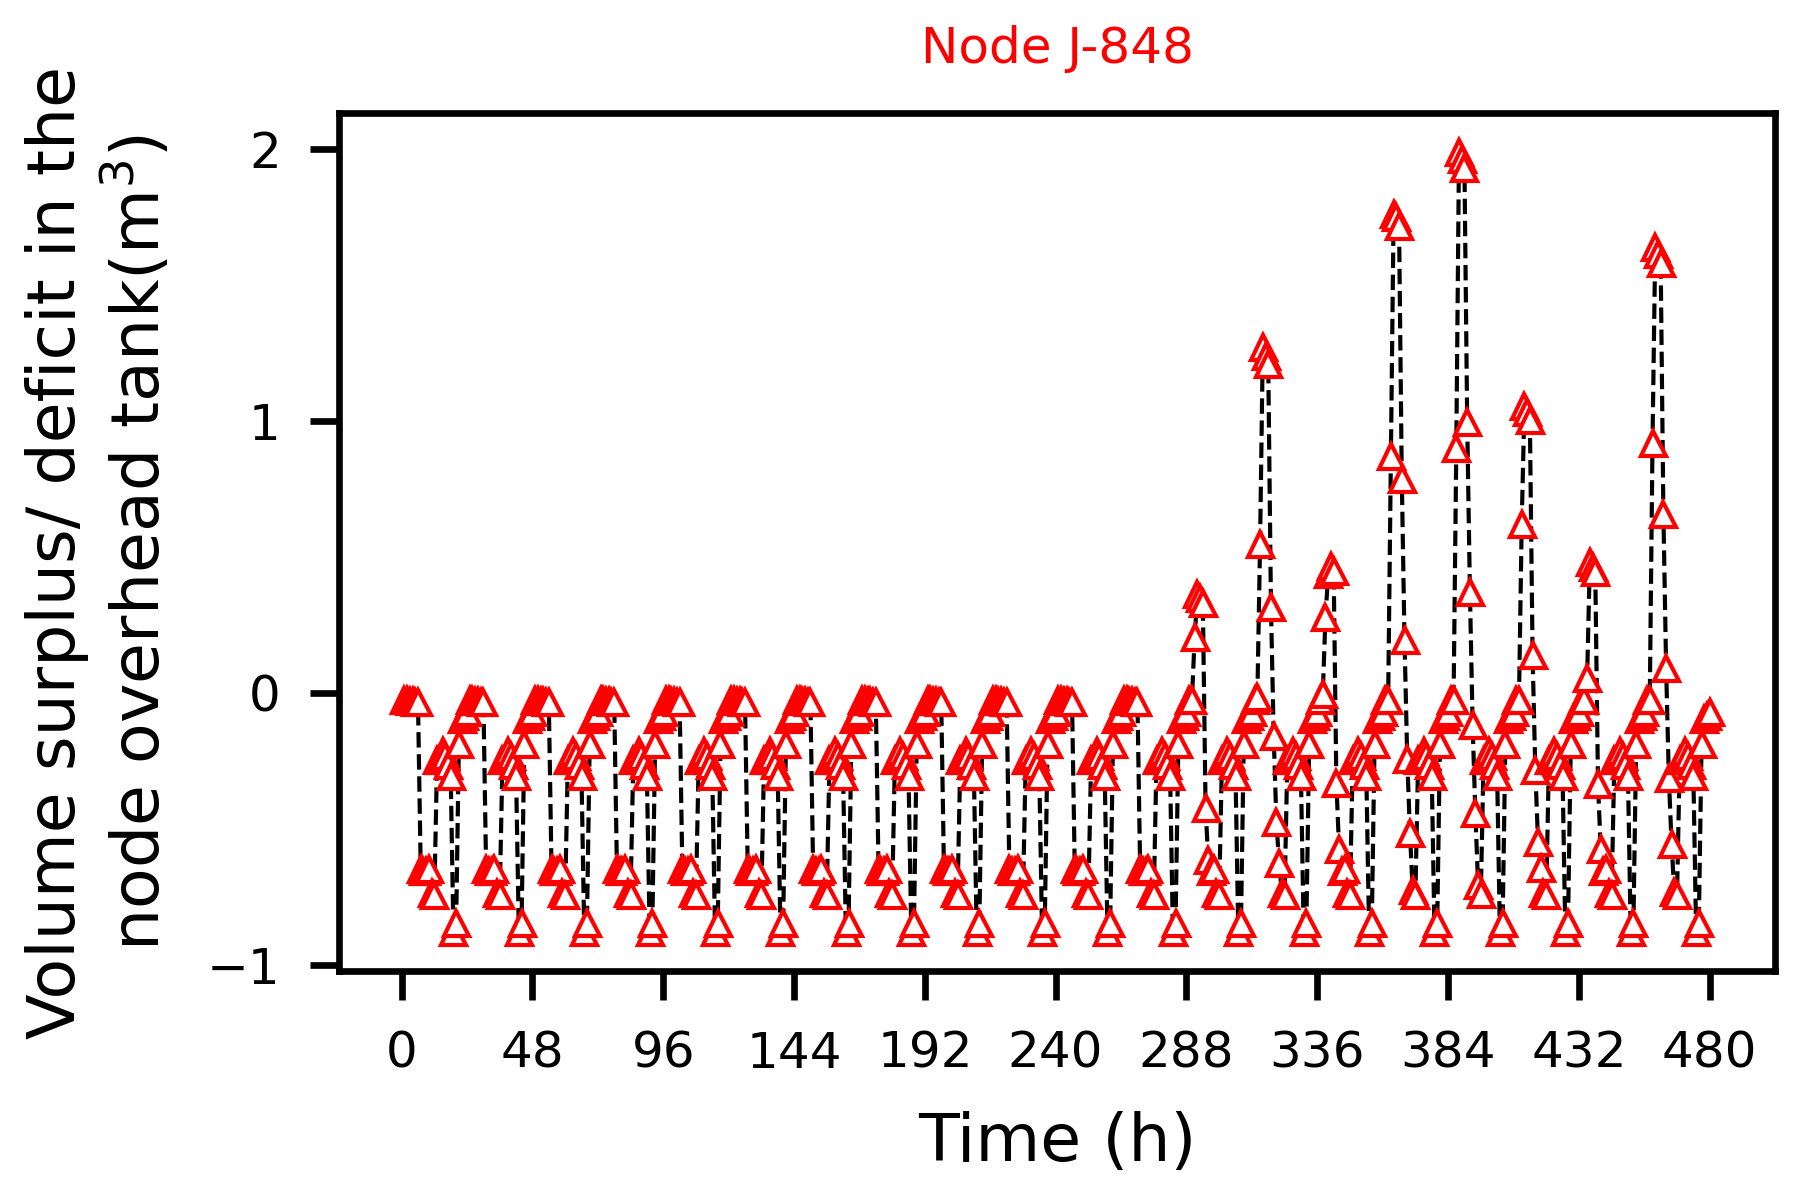 Node J-848
Volume surplus/ deficit in the
node overhead tank(m³)
2
1
0
−1
0 48 96 144 192 240 288 336 384 432 480
Time (h)